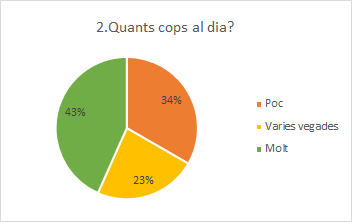 2.Quants cops al dia?
34%
43%
23%
Poc
Varies vegades
Molt